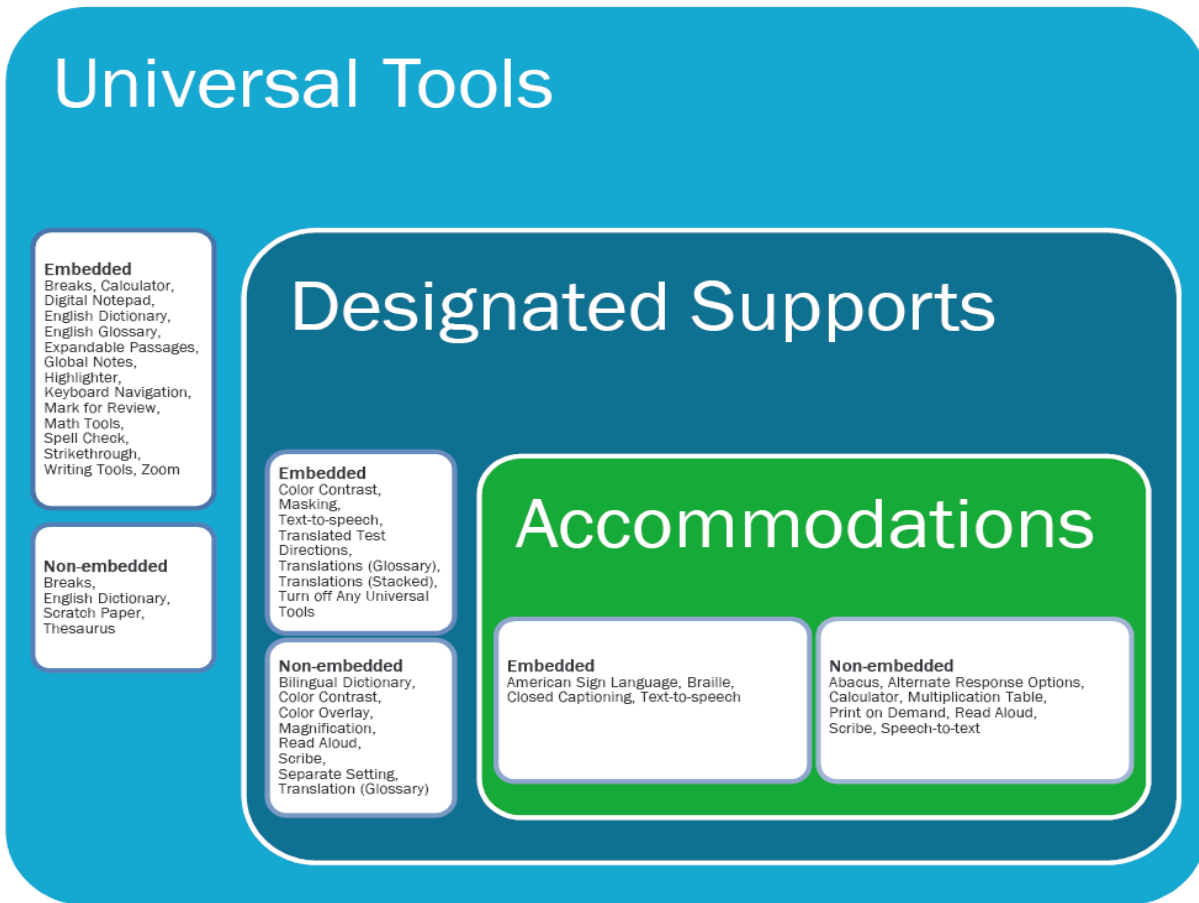 Universal Tools
Embedded
Breaks, Calculator,
Digital Notepad,
English Dictionary,
English Glossary,
Expandable Passages,
Global Notes,
Highlighter,
Keyboard Navigation,
Mark for Review,
Math Tools,
Spell Check,
Strikethrough,
Writing Tools, Zoom
Non-embedded
Breaks,
English Dictionary,
Scratch Paper,
Thesaurus
Designated Supports
Embedded
Color Contrast,
Masking,
Text-to-speech,
Translated Test
Directions,
Translations (Glossary),
Translations (Stacked),
Turn off Any Universal
Tools
Non-embedded
Bilingual Dictionary,
Color Contrast,
Color Overlay,
Magnification,
Read Aloud,
Scribe,
Separate Setting,
Translation (Glossary)
Accommodations
Embedded
American Sign Language, Braille,
Closed Captioning, Text-to-speech
Non-embedded
Abacus, Alternate Response Options,
Calculator, Multiplication Table,
Print on Demand, Read Aloud,
Scribe, Speech-to-text